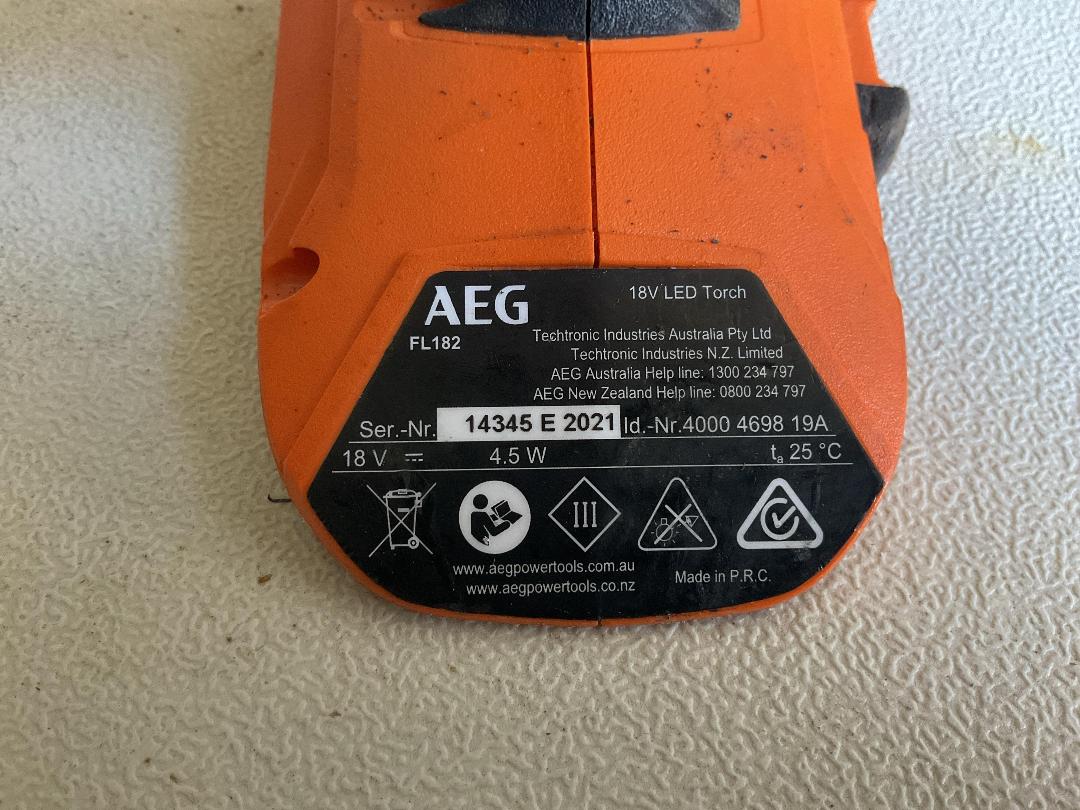 AEG
18V LED Torch
FL182
Techtronic Industries Australia Pty Ltd
Techtronic Industries N.Z. Limited
AEG Australia Help line: 1300 234 797
AEG New Zealand Help line: 0800 234 797
Ser.-Nr. 14345 E 2021 Id.-Nr.4000 4698 19A
18 V ⎓ 4.5 W tₐ 25 °C
III
www.aegpowertools.com.au
www.aegpowertools.co.nz
Made in P.R.C.